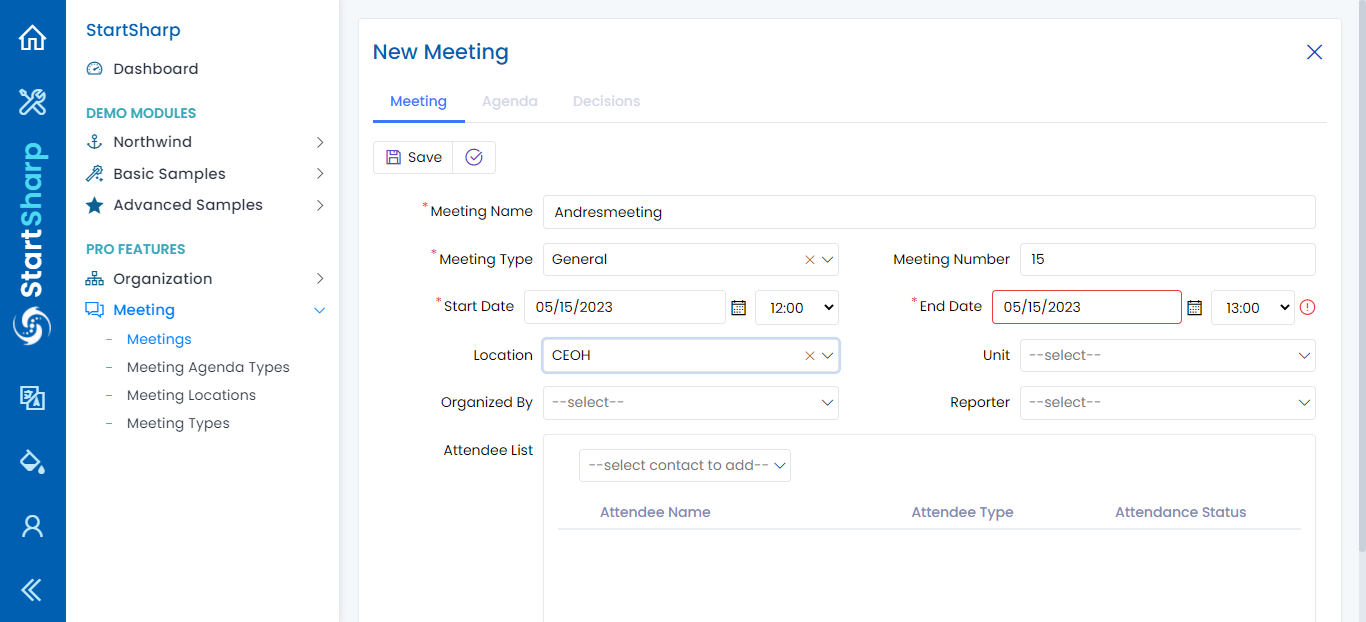 StartSharp
StartSharp
Dashboard
DEMO MODULES
Northwind
Basic Samples
Advanced Samples
PRO FEATURES
Organization
Meeting
Meetings
Meeting Agenda Types
Meeting Locations
Meeting Types
New Meeting
Meeting Agenda Decisions
Save
*Meeting Name Andresmeeting
*Meeting Type General Meeting Number 15
*Start Date 05/15/2023 12:00 *End Date 05/15/2023 13:00
Location CEOH Unit --select--
Organized By --select-- Reporter --select--
Attendee List
--select contact to add--
Attendee Name Attendee Type Attendance Status